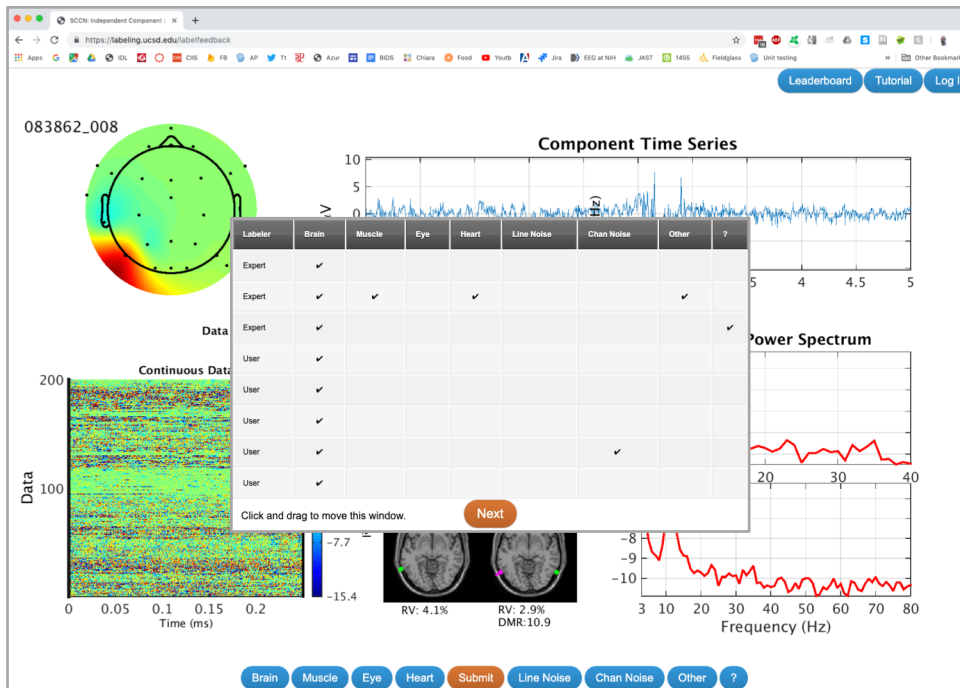 SCCN: Independent Component
https://labeling.ucsd.edu/labelfeedback
Apps G IDL CIIS FB AP Tt Azur BIDS Chiara Food Youtb Jira EEG at NIH JAST 1455 Fieldglass Unit testing » Other Bookmark
Leaderboard Tutorial Log I
083862_008
Component Time Series
10
5
0
4 4.5 5
Labeler Brain Muscle Eye Heart Line Noise Chan Noise Other ?
Expert ✔
Expert ✔ ✔ ✔ ✔
Expert ✔ ✔
User ✔
User ✔
User ✔
User ✔ ✔
User ✔
Click and drag to move this window.
Next
Data
Continuous Data
200
100
Data
0 0.05 0.1 0.15 0.2
Time (ms)
-7.7
-15.4
RV: 4.1% RV: 2.9%
DMR:10.9
Power Spectrum
20 30 40
-8
-9
-10
3 10 20 30 40 50 60 70 80
Frequency (Hz)
Brain Muscle Eye Heart Submit Line Noise Chan Noise Other ?